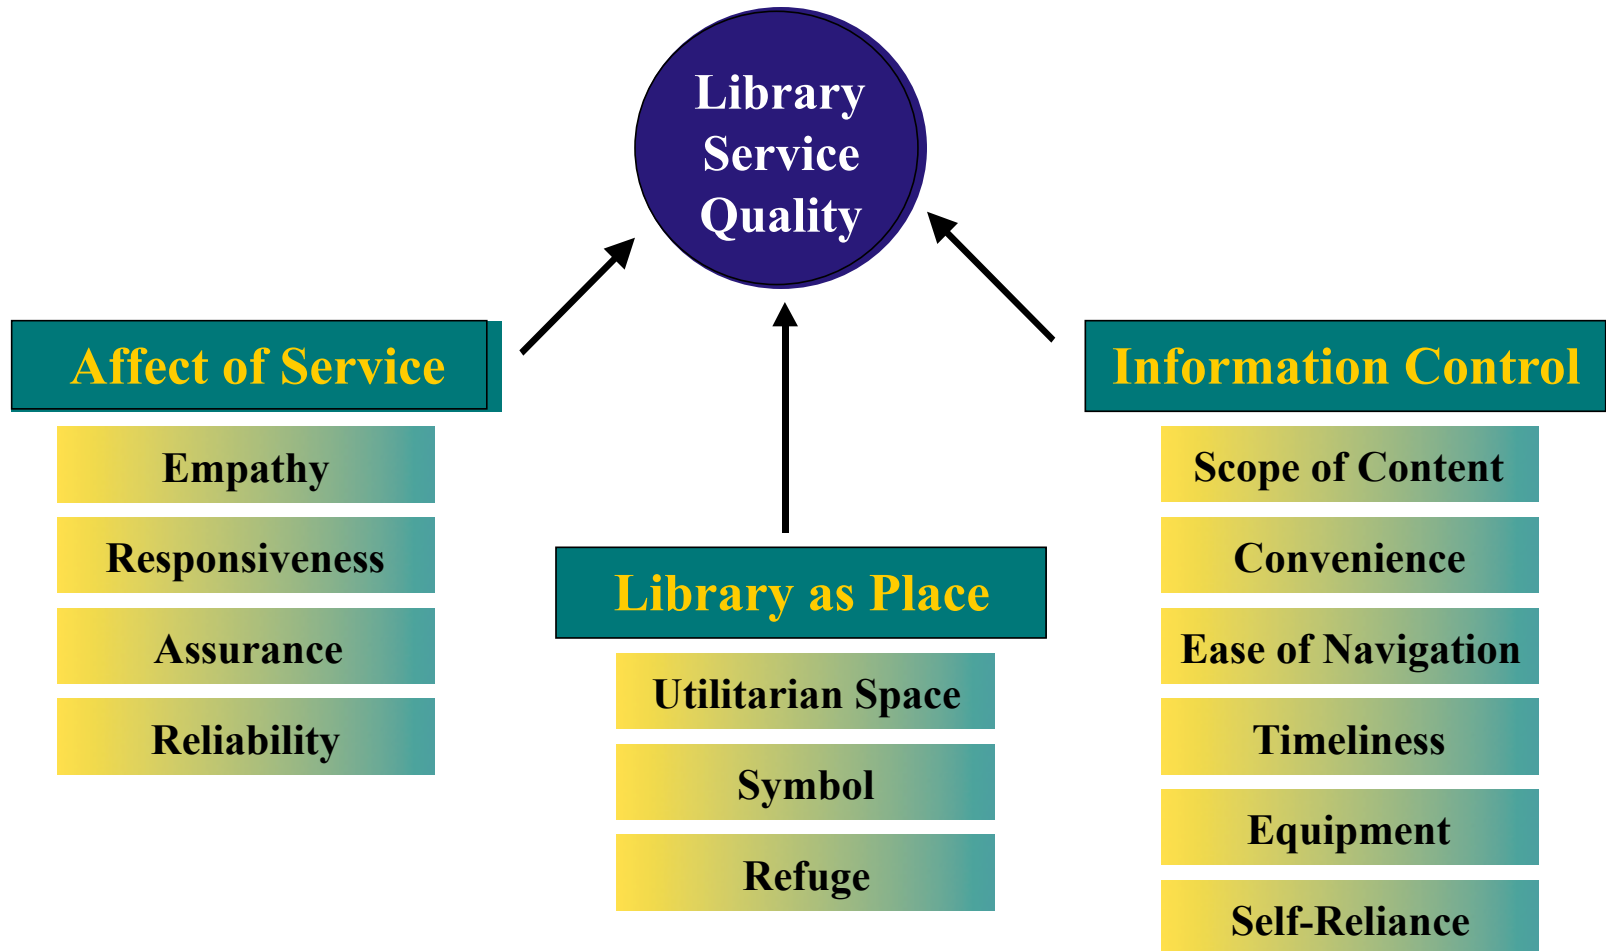 Library
Service
Quality
Affect of Service
Empathy
Responsiveness
Assurance
Reliability
Library as Place
Utilitarian Space
Symbol
Refuge
Information Control
Scope of Content
Convenience
Ease of Navigation
Timeliness
Equipment
Self-Reliance